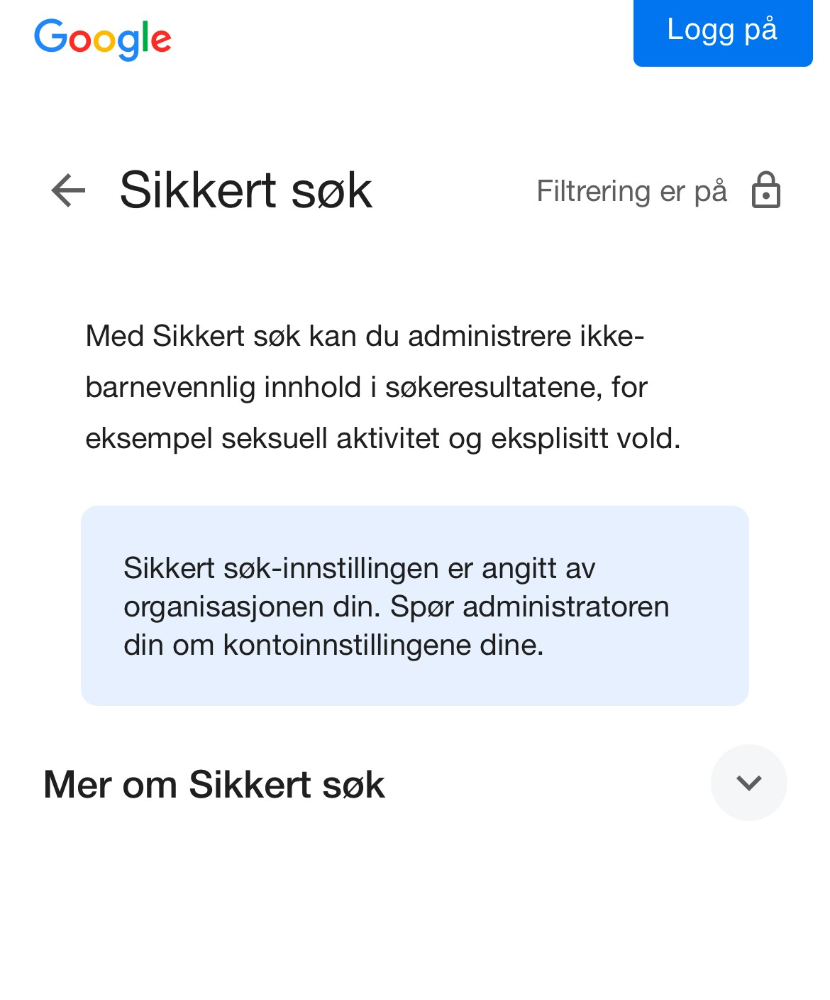 Google
Logg på
Sikkert søk
Filtrering er på
Med Sikkert søk kan du administrere ikke-
barnevennlig innhold i søkeresultatene, for
eksempel seksuell aktivitet og eksplisitt vold.
Sikkert søk-innstillingen er angitt av
organisasjonen din. Spør administratoren
din om kontoinnstillingene dine.
Mer om Sikkert søk